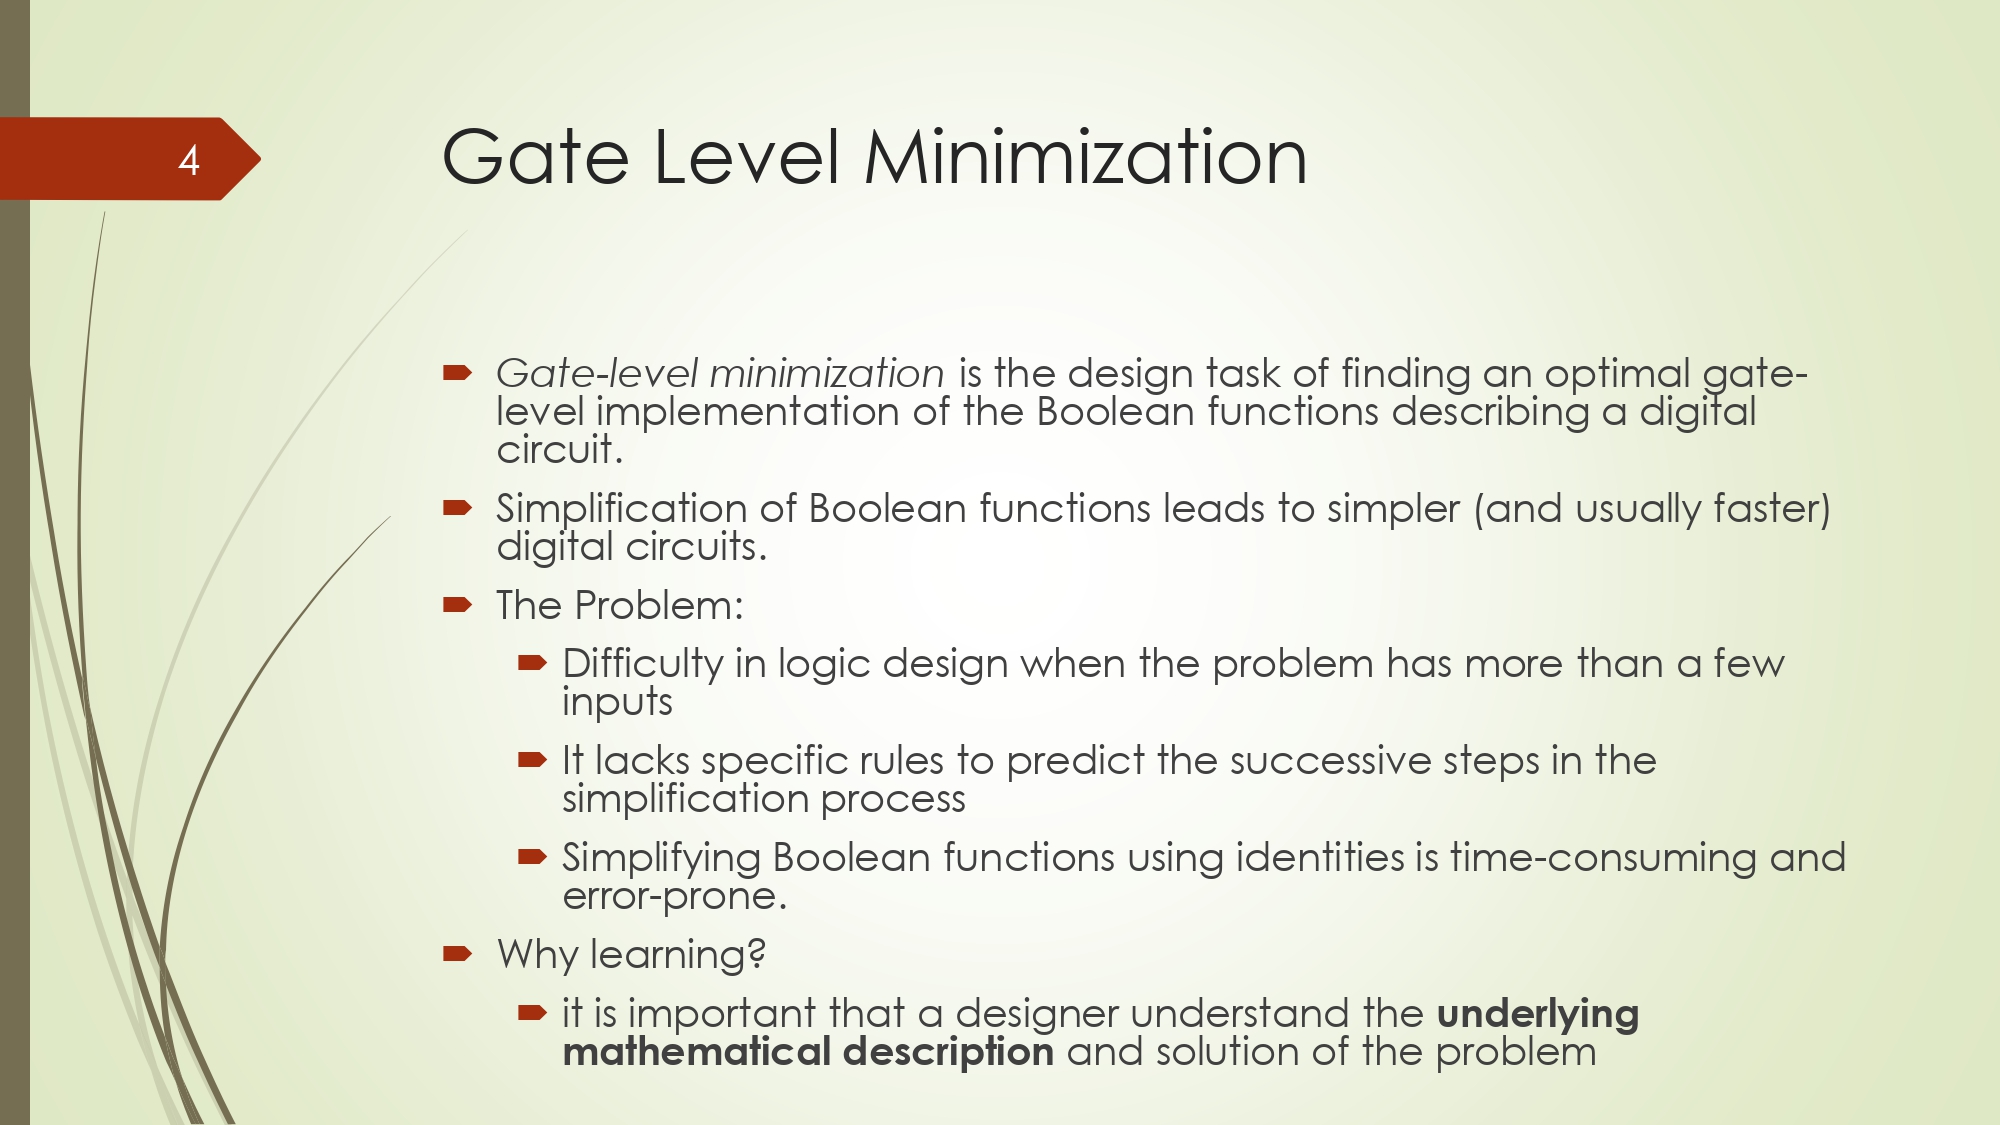 4
Gate Level Minimization
Gate-level minimization is the design task of finding an optimal gate-
level implementation of the Boolean functions describing a digital
circuit.
Simplification of Boolean functions leads to simpler (and usually faster)
digital circuits.
The Problem:
Difficulty in logic design when the problem has more than a few
inputs
It lacks specific rules to predict the successive steps in the
simplification process
Simplifying Boolean functions using identities is time-consuming and
error-prone.
Why learning?
it is important that a designer understand the underlying
mathematical description and solution of the problem